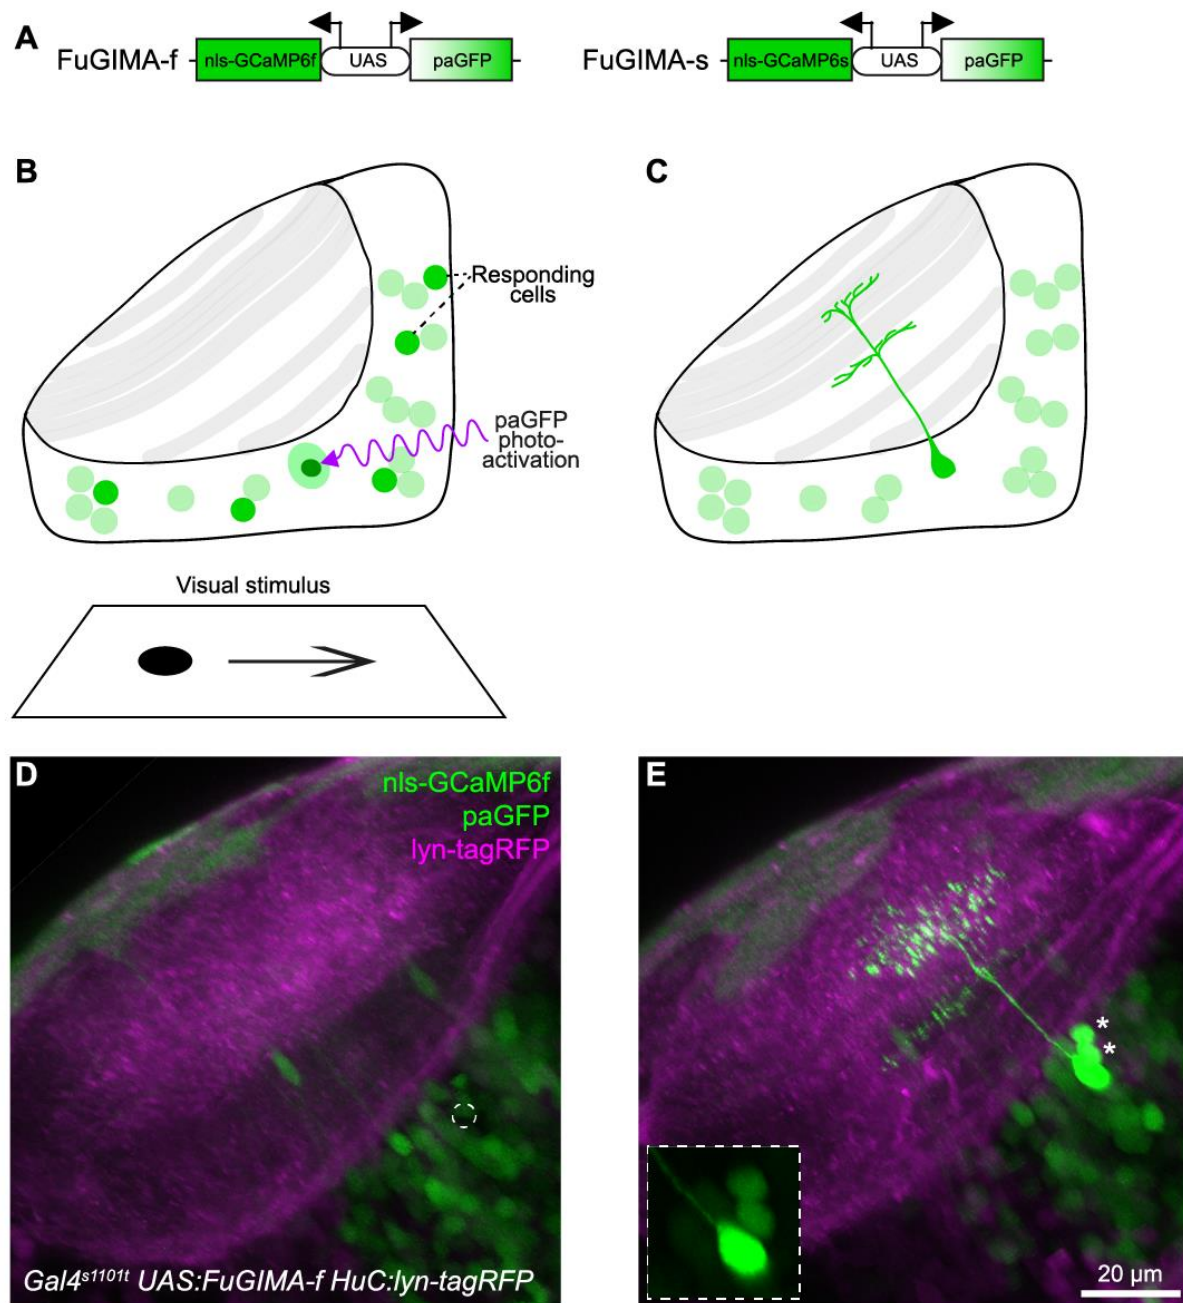 A
FuGIMA-f
nls-GCaMP6f
UAS
paGFP
FuGIMA-s
nls-GCaMP6s
UAS
paGFP
B
Responding
cells
paGFP
photo-
activation
Visual stimulus
C
D
nls-GCaMP6f
paGFP
lyn-tagRFP
Gal4s1101t UAS:FuGIMA-f HuC:lyn-tagRFP
E
*
*
20 µm